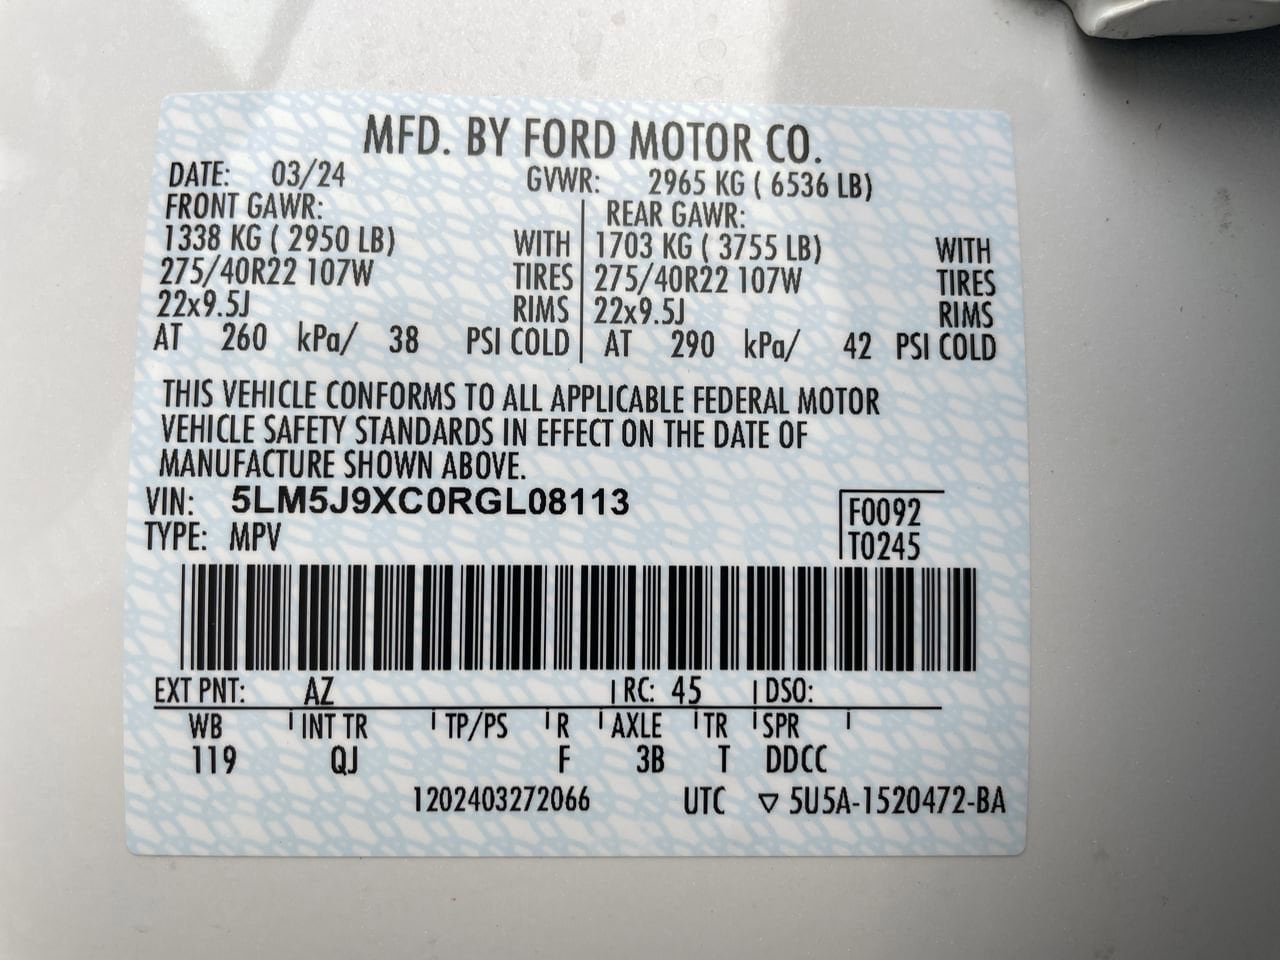 MFD. BY FORD MOTOR CO.
DATE: 03/24 GVWR: 2965 KG ( 6536 LB)
FRONT GAWR: REAR GAWR:
1338 KG ( 2950 LB) WITH 1703 KG ( 3755 LB) WITH
275/40R22 107W TIRES 275/40R22 107W TIRES
22x9.5J RIMS 22x9.5J RIMS
AT 260 kPa/ 38 PSI COLD AT 290 kPa/ 42 PSI COLD
THIS VEHICLE CONFORMS TO ALL APPLICABLE FEDERAL MOTOR
VEHICLE SAFETY STANDARDS IN EFFECT ON THE DATE OF
MANUFACTURE SHOWN ABOVE.
VIN: 5LM5J9XC0RGL08113 F0092
TYPE: MPV T0245
EXT PNT: AZ RC: 45 DSO:
WB INT TR TP/PS R AXLE TR SPR
119 QJ F 3B T DDCC
1202403272066 UTC ▽ 5U5A-1520472-BA